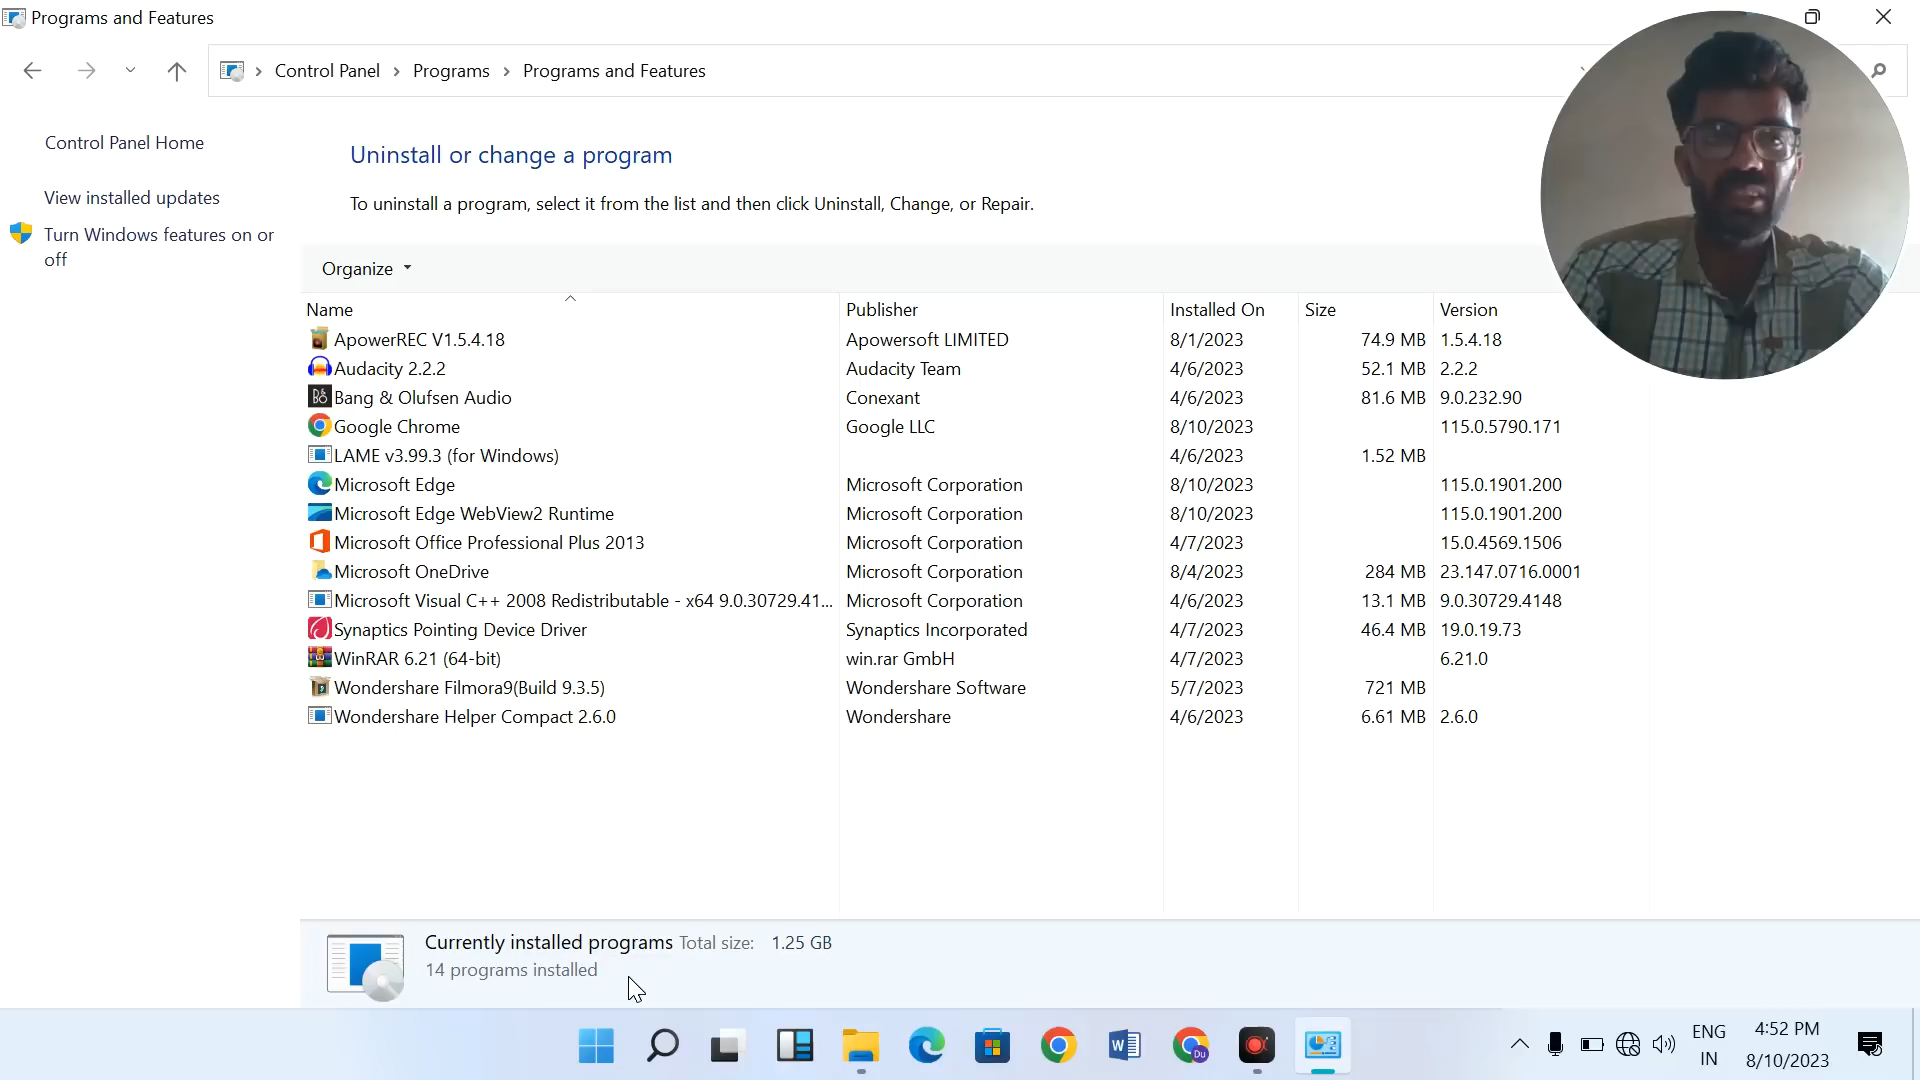 Programs and Features
Control Panel > Programs > Programs and Features
Control Panel Home
View installed updates
Turn Windows features on or
off
Uninstall or change a program
To uninstall a program, select it from the list and then click Uninstall, Change, or Repair.
Organize
Name Publisher Installed On Size Version
ApowerREC V1.5.4.18 Apowersoft LIMITED 8/1/2023 74.9 MB 1.5.4.18
Audacity 2.2.2 Audacity Team 4/6/2023 52.1 MB 2.2.2
Bang & Olufsen Audio Conexant 4/6/2023 81.6 MB 9.0.232.90
Google Chrome Google LLC 8/10/2023 115.0.5790.171
LAME v3.99.3 (for Windows) 4/6/2023 1.52 MB
Microsoft Edge Microsoft Corporation 8/10/2023 115.0.1901.200
Microsoft Edge WebView2 Runtime Microsoft Corporation 8/10/2023 115.0.1901.200
Microsoft Office Professional Plus 2013 Microsoft Corporation 4/7/2023 15.0.4569.1506
Microsoft OneDrive Microsoft Corporation 8/4/2023 284 MB 23.147.0716.0001
Microsoft Visual C++ 2008 Redistributable - x64 9.0.30729.41... Microsoft Corporation 4/6/2023 13.1 MB 9.0.30729.4148
Synaptics Pointing Device Driver Synaptics Incorporated 4/7/2023 46.4 MB 19.0.19.73
WinRAR 6.21 (64-bit) win.rar GmbH 4/7/2023 6.21.0
Wondershare Filmora9(Build 9.3.5) Wondershare Software 5/7/2023 721 MB
Wondershare Helper Compact 2.6.0 Wondershare 4/6/2023 6.61 MB 2.6.0
Currently installed programs Total size: 1.25 GB
14 programs installed
Du
ENG
IN
4:52 PM
8/10/2023